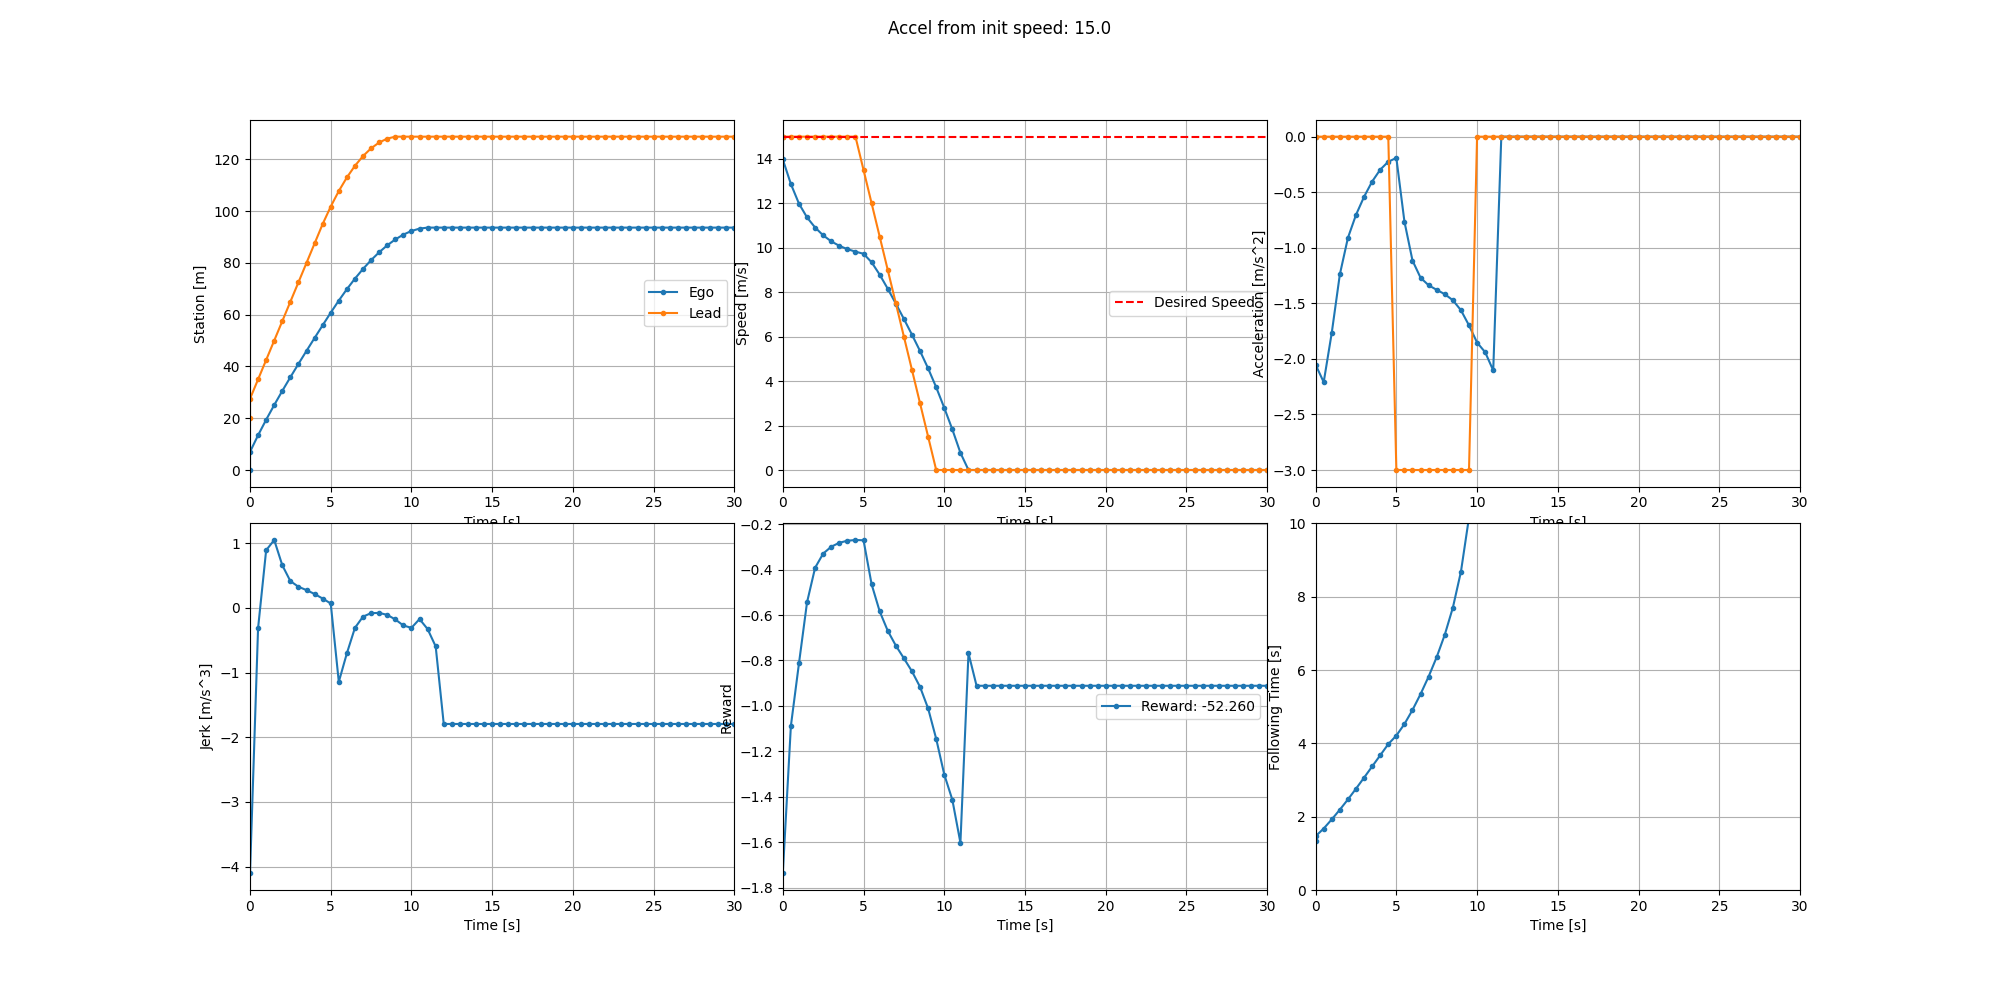 Accel from init speed: 15.0
Station [m]
120
100
80
60
40
20
0
Ego
Lead
0 5 10 15 20 25 30
Time [s]
Speed [m/s]
14
12
10
8
6
4
2
0
Desired Speed
0 5 10 15 20 25 30
Time [s]
Acceleration [m/s^2]
0.0
−0.5
−1.0
−1.5
−2.0
−2.5
−3.0
0 5 10 15 20 25 30
Time [s]
Jerk [m/s^3]
1
0
−1
−2
−3
−4
0 5 10 15 20 25 30
Time [s]
Reward
−0.2
−0.4
−0.6
−0.8
−1.0
−1.2
−1.4
−1.6
−1.8
Reward: -52.260
0 5 10 15 20 25 30
Time [s]
Following Time [s]
10
8
6
4
2
0
0 5 10 15 20 25 30
Time [s]